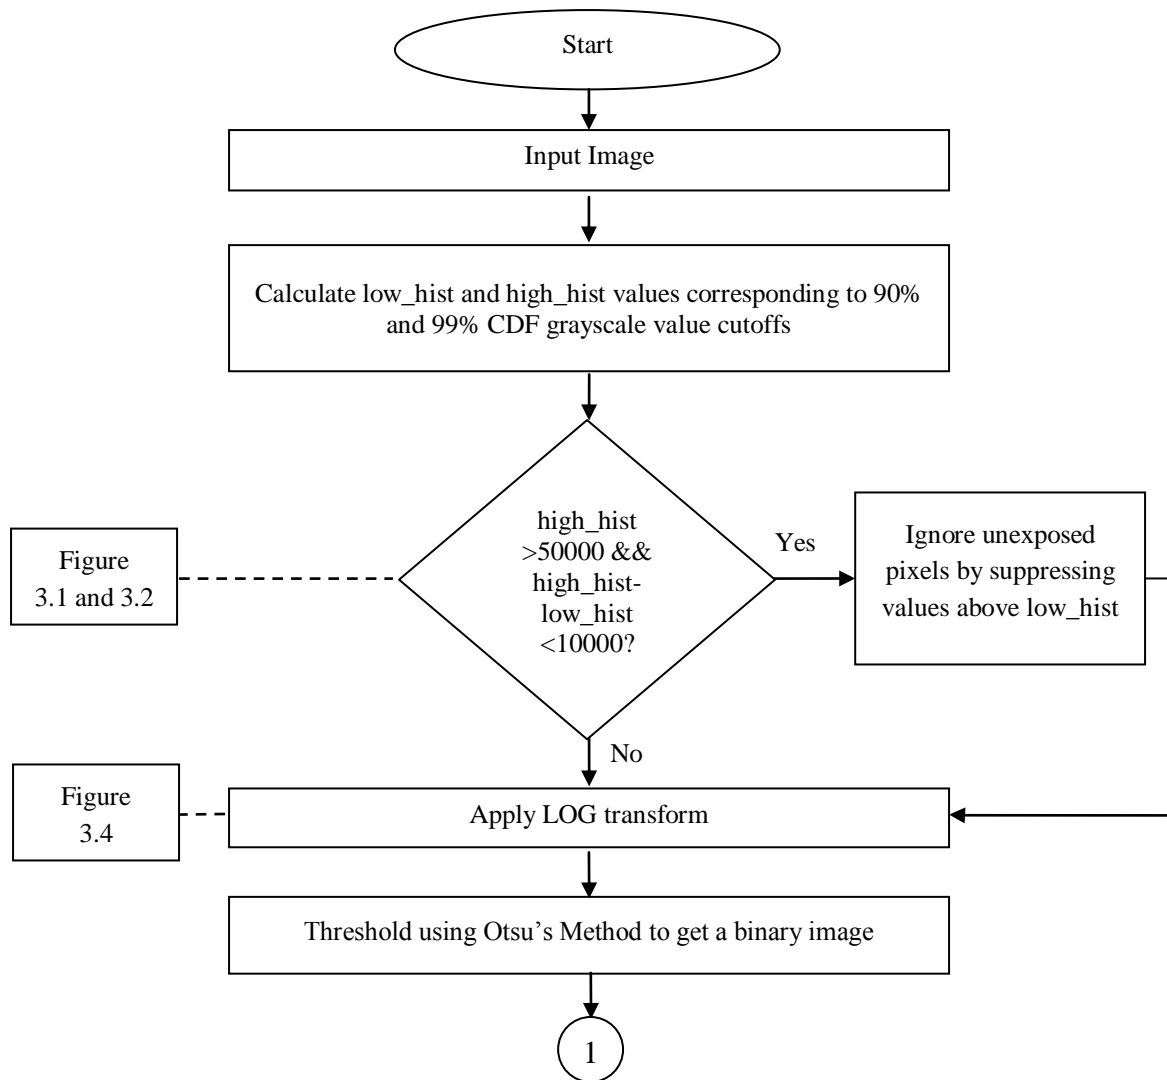 Start
Input Image
Calculate low_hist and high_hist values corresponding to 90%
and 99% CDF grayscale value cutoffs
high_hist
>50000 &&
high_hist-
low_hist
<10000?
Yes
Ignore unexposed
pixels by suppressing
values above low_hist
Figure
3.1 and 3.2
No
Figure
3.4
Apply LOG transform
Threshold using Otsu’s Method to get a binary image
1